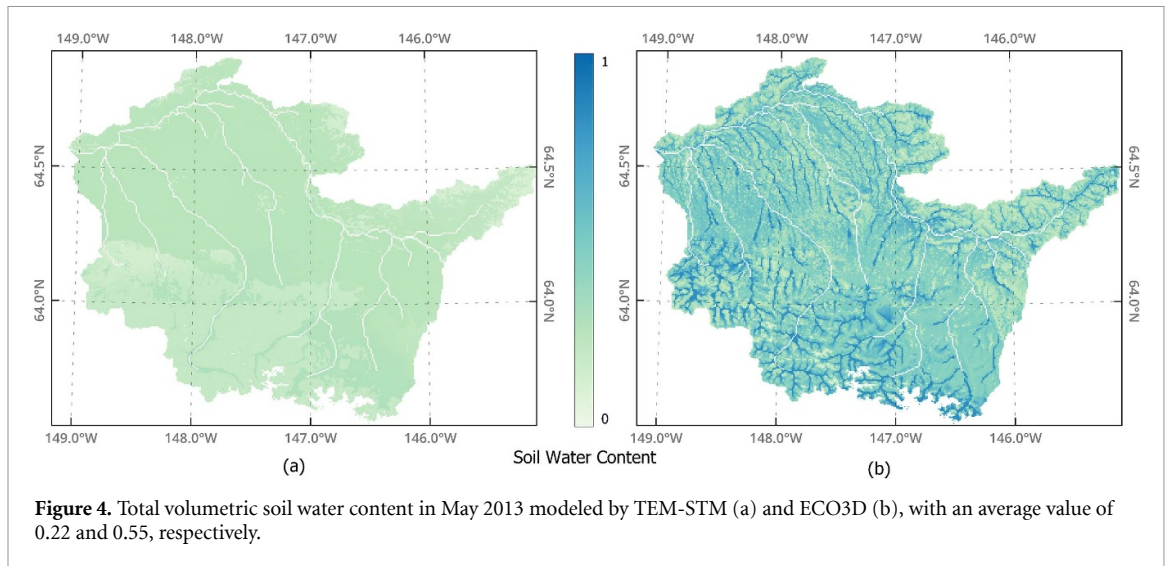 149.0°W 148.0°W 147.0°W 146.0°W
149.0°W 148.0°W 147.0°W 146.0°W
1
64.5°N 64.5°N 64.5°N 64.5°N
64.0°N 64.0°N 64.0°N 64.0°N
0
149.0°W 148.0°W 147.0°W 146.0°W
149.0°W 148.0°W 147.0°W 146.0°W
Soil Water Content
(a) (b)
Figure 4. Total volumetric soil water content in May 2013 modeled by TEM-STM (a) and ECO3D (b), with an average value of
0.22 and 0.55, respectively.